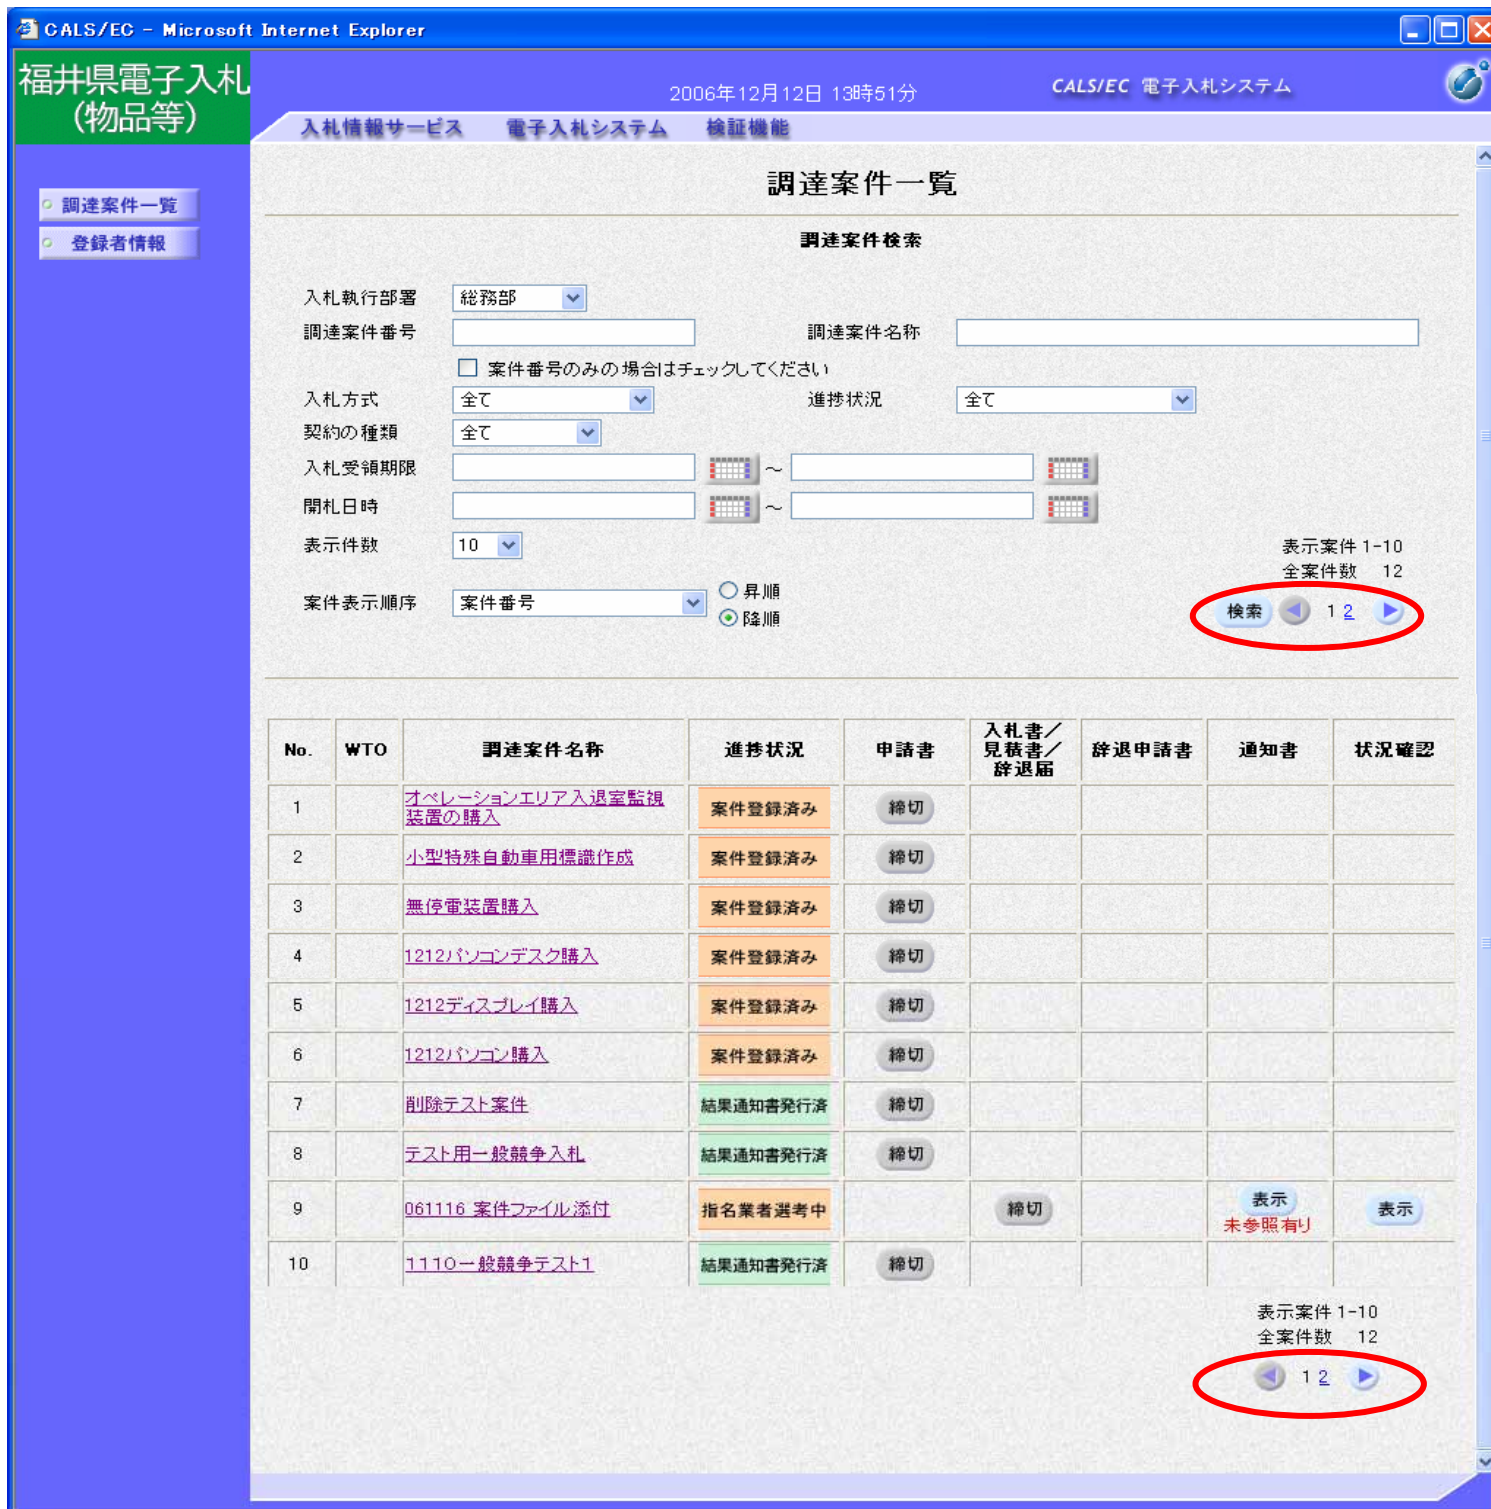 CALS/EC - Microsoft Internet Explorer
福井県電子入札
(物品等)
2006年12月12日 13時51分
CALS/EC 電子入札システム
入札情報サービス 電子入札システム 検証機能
調達案件一覧
登録者情報
調達案件一覧
調達案件検索
入札執行部署 総務部
調達案件番号 調達案件名称
案件番号のみの場合はチェックしてください
入札方式 全て 進捗状況 全て
契約の種類 全て
入札受領期限 ～
開札日時 ～
表示件数 10
表示案件 1-10
全案件数 12
案件表示順序 案件番号 昇順
降順
検索 1 2
No. WTO 調達案件名称 進捗状況 申請書 入札書／見積書／辞退届 辞退申請書 通知書 状況確認
1 オペレーションエリア入退室監視
装置の購入 案件登録済み 締切
2 小型特殊自動車用標識作成 案件登録済み 締切
3 無停電装置購入 案件登録済み 締切
4 1212パソコンデスク購入 案件登録済み 締切
5 1212ディスプレイ購入 案件登録済み 締切
6 1212パソコン購入 案件登録済み 締切
7 削除テスト案件 結果通知書発行済 締切
8 テスト用一般競争入札 結果通知書発行済 締切
9 061116 案件ファイル添付 指名業者選考中 締切 表示 表示
未参照有り
10 1110一般競争テスト1 結果通知書発行済 締切
表示案件 1-10
全案件数 12
1 2